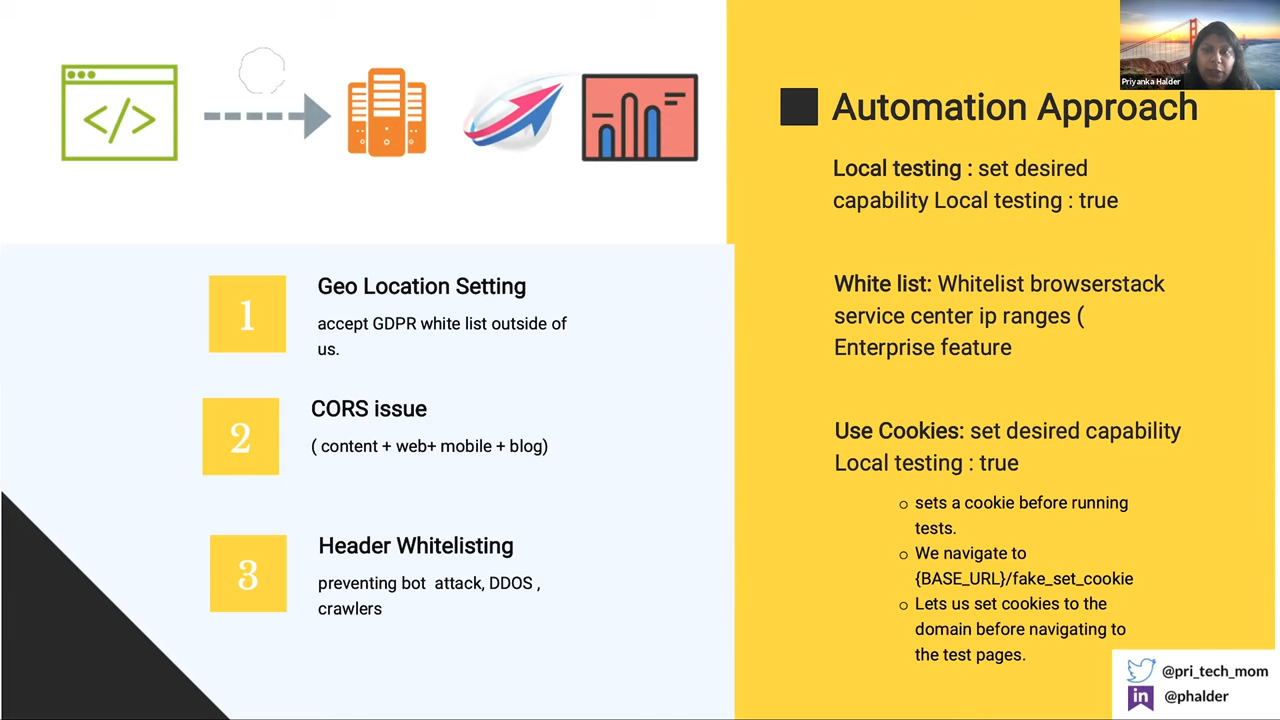 Priyanka Halder
Automation Approach
Local testing : set desired
capability Local testing : true
White list: Whitelist browserstack
service center ip ranges (
Enterprise feature
Use Cookies: set desired capability
Local testing : true
sets a cookie before running
tests.
We navigate to
{BASE_URL}/fake_set_cookie
Lets us set cookies to the
domain before navigating to
the test pages.
</>
1
Geo Location Setting
accept GDPR white list outside of
us.
2
CORS issue
( content + web+ mobile + blog)
3
Header Whitelisting
preventing bot attack, DDOS ,
crawlers
@pri_tech_mom
in
@phalder